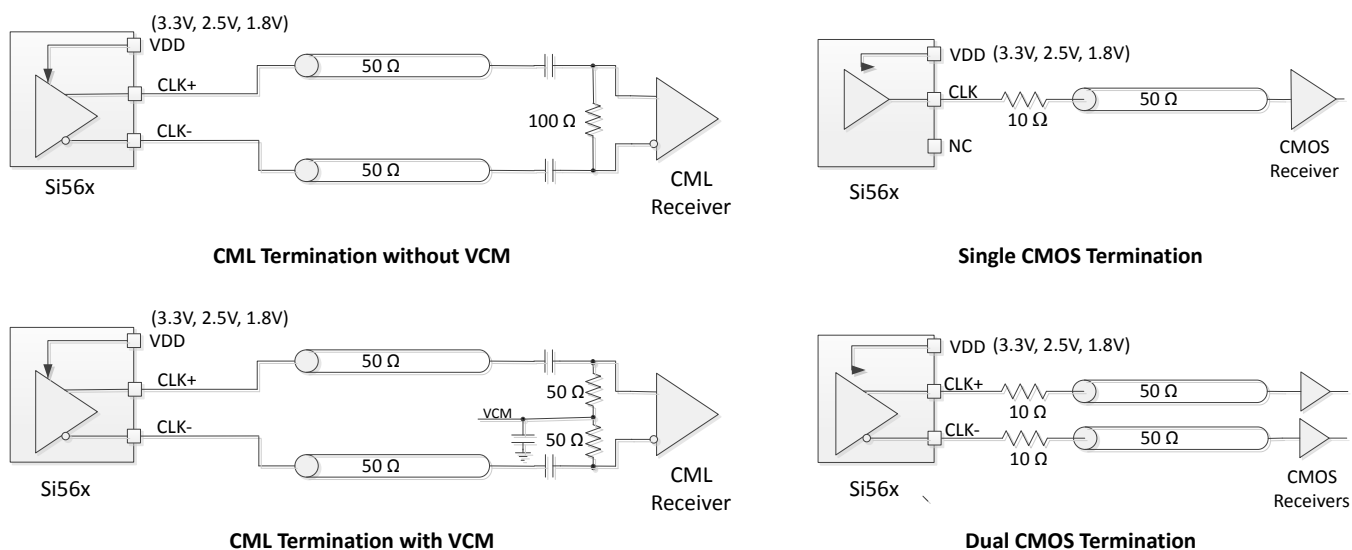 (3.3V, 2.5V, 1.8V)
VDD
CLK+
CLK-
50 Ω
50 Ω
100 Ω
Si56x
CML
Receiver
CML Termination without VCM
VDD (3.3V, 2.5V, 1.8V)
CLK
NC
10 Ω
50 Ω
CMOS
Receiver
Si56x
Single CMOS Termination
(3.3V, 2.5V, 1.8V)
VDD
CLK+
CLK-
50 Ω
50 Ω
50 Ω
VCM
50 Ω
Si56x
CML
Receiver
CML Termination with VCM
VDD (3.3V, 2.5V, 1.8V)
CLK+
CLK-
10 Ω
50 Ω
10 Ω
50 Ω
Si56x
CMOS
Receivers
Dual CMOS Termination